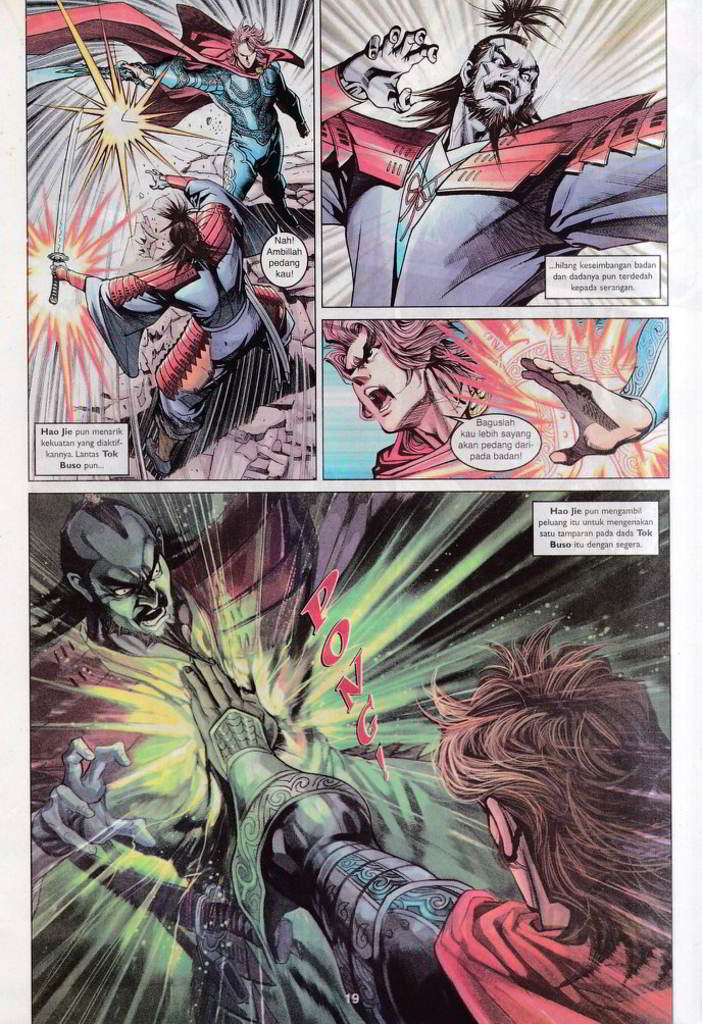 Nah!
Ambillah
pedang
kau!
Hao Jie pun menarik
kekuatan yang diaktif-
kannya. Lantas Tok
Buso pun...
...hilang keseimbangan badan
dan dadanya pun terdedah
kepada serangan.
Baguslah
kau lebih sayang
akan pedang dari-
pada badan!
Hao Jie pun mengambil
peluang itu untuk mengenakan
satu tamparan pada dada Tok
Buso itu dengan segera.
PONG!
19